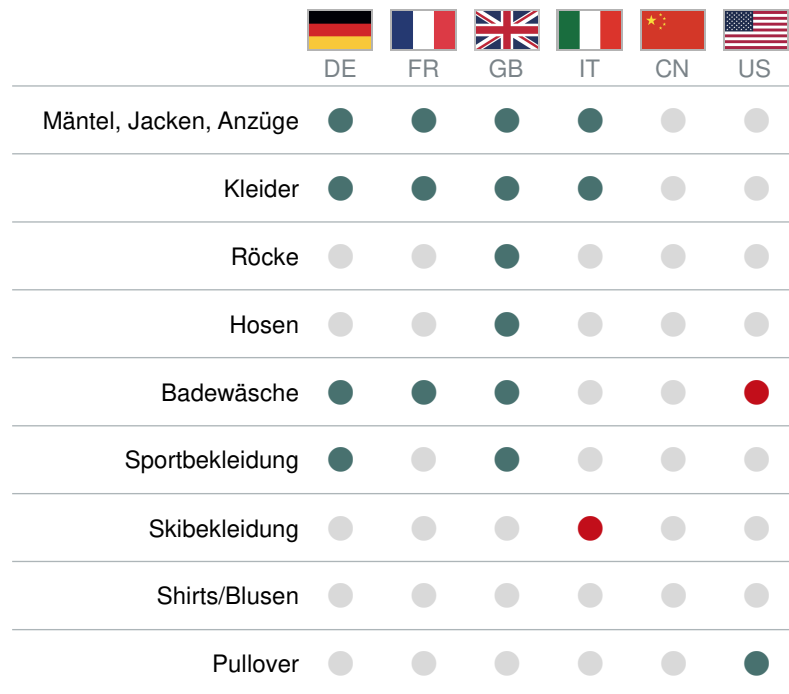 DE FR GB IT CN US
Mäntel, Jacken, Anzüge
Kleider
Röcke
Hosen
Badewäsche
Sportbekleidung
Skibekleidung
Shirts/Blusen
Pullover